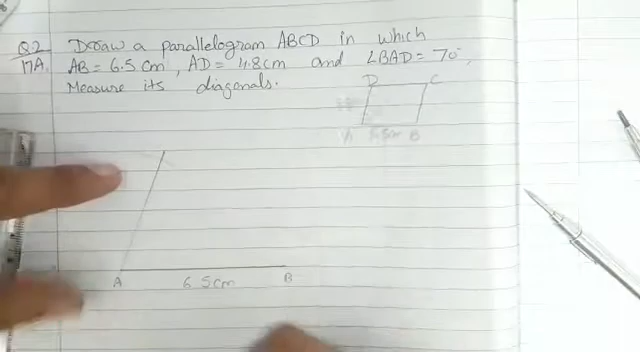 Q2 Draw a parallelogram ABCD in which
17A. AB = 6.5 cm, AD = 4.8cm and ∠BAD = 70°,
Measure its diagonals.
D C
A 6.5cm B
A 6.5cm B